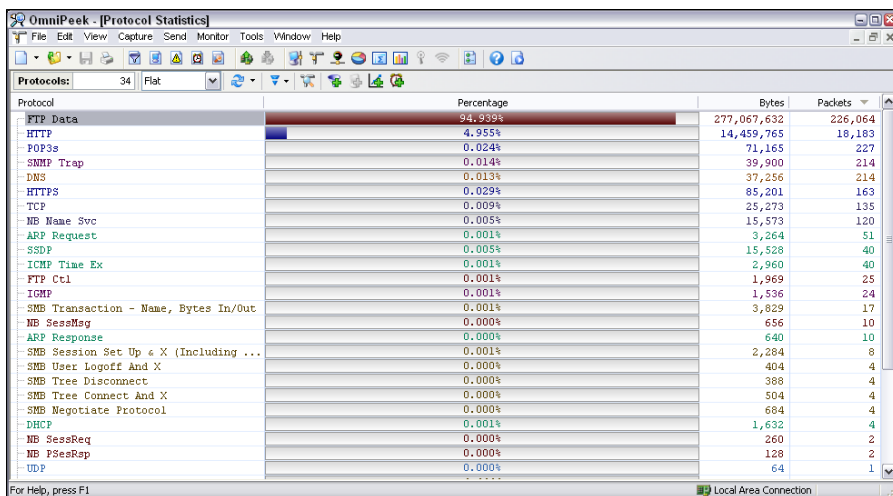 OmniPeek - [Protocol Statistics]
File Edit View Capture Send Monitor Tools Window Help
Protocols: 34 Flat
Protocol Percentage Bytes Packets
FTP Data 94.939% 277,067,632 226,064
HTTP 4.955% 14,459,765 18,183
POP3s 0.024% 71,165 227
SNMP Trap 0.014% 39,900 214
DNS 0.013% 37,256 214
HTTPS 0.029% 85,201 163
TCP 0.009% 25,273 135
NB Name Svc 0.005% 15,573 120
ARP Request 0.001% 3,264 51
SSDP 0.005% 15,528 40
ICMP Time Ex 0.001% 2,960 40
FTP Ctl 0.001% 1,969 25
IGMP 0.001% 1,536 24
SMB Transaction - Name, Bytes In/Out 0.001% 3,829 17
NB SessMsg 0.000% 656 10
ARP Response 0.000% 640 10
SMB Session Set Up & X (Including ... 0.001% 2,284 8
SMB User Logoff And X 0.000% 404 4
SMB Tree Disconnect 0.000% 388 4
SMB Tree Connect And X 0.000% 504 4
SMB Negotiate Protocol 0.000% 684 4
DHCP 0.001% 1,632 4
NB SessReq 0.000% 260 2
NB PSesRsp 0.000% 128 2
UDP 0.000% 64 1
For Help, press F1 Local Area Connection